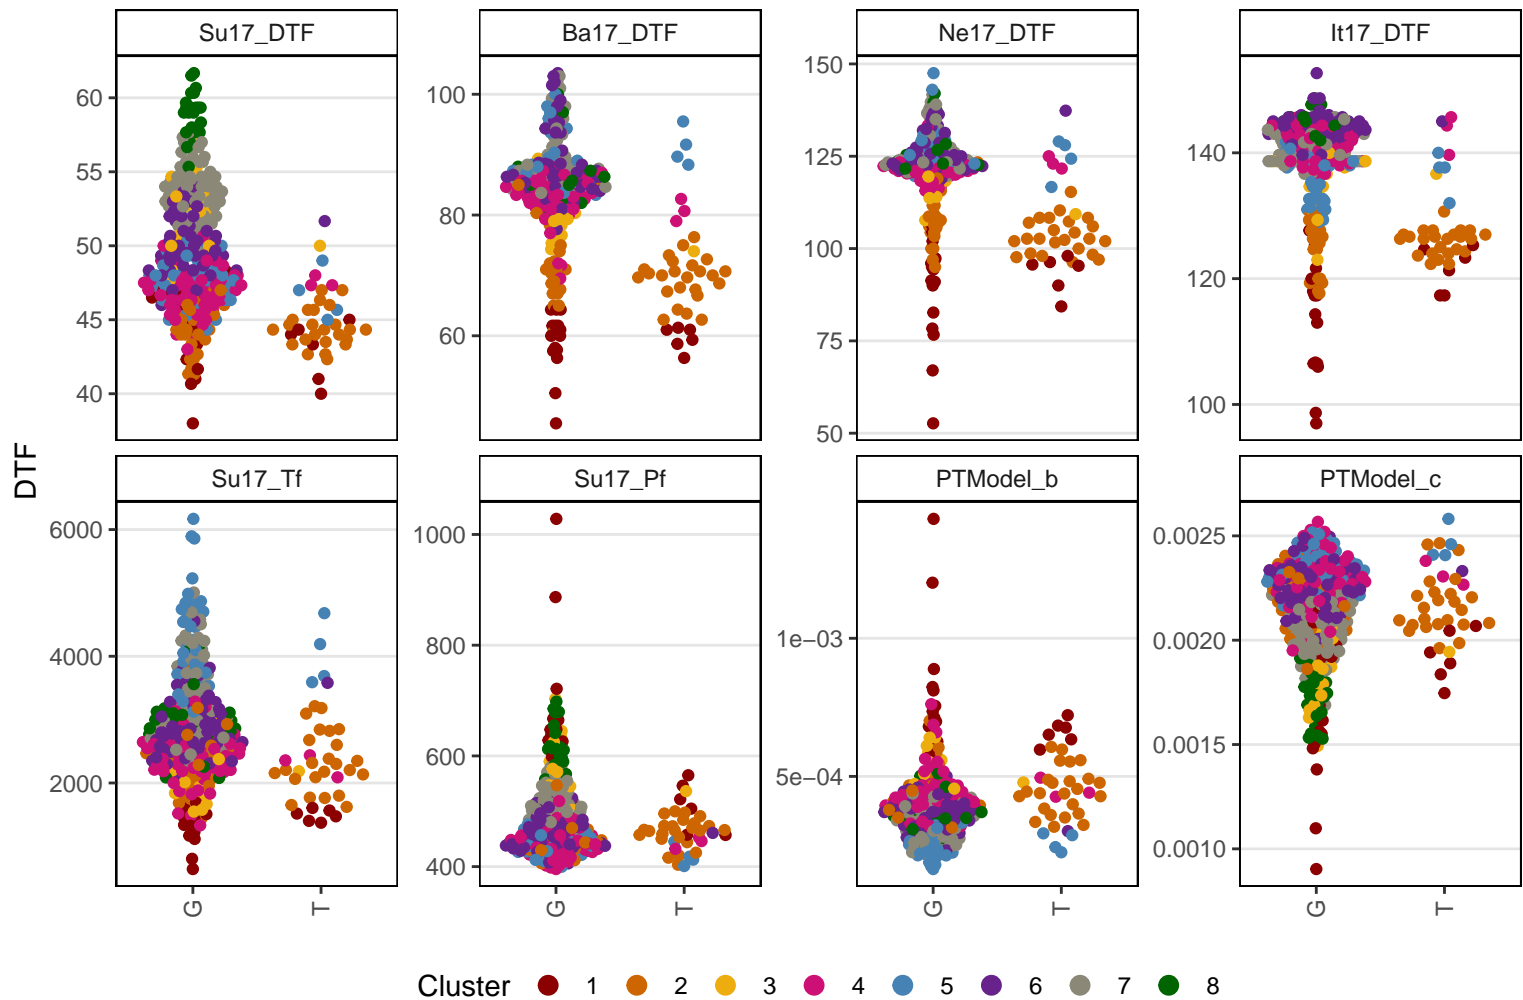 Su17_DTF
Ba17_DTF
Ne17_DTF
It17_DTF
60
55
50
45
40
100
80
60
150
125
100
75
50
140
120
100
DTF
Su17_Tf
Su17_Pf
PTModel_b
PTModel_c
6000
4000
2000
1000
800
600
400
1e−03
5e−04
0.0025
0.0020
0.0015
0.0010
G
T
G
T
G
T
G
T
Cluster 1 2 3 4 5 6 7 8